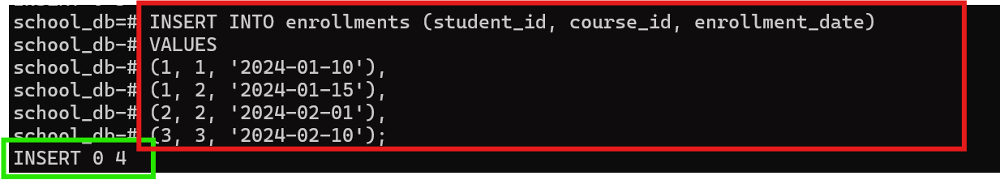 school_db=# INSERT INTO enrollments (student_id, course_id, enrollment_date)
school_db-# VALUES
school_db-# (1, 1, '2024-01-10'),
school_db-# (1, 2, '2024-01-15'),
school_db-# (2, 2, '2024-02-01'),
school_db-# (3, 3, '2024-02-10');
INSERT 0 4